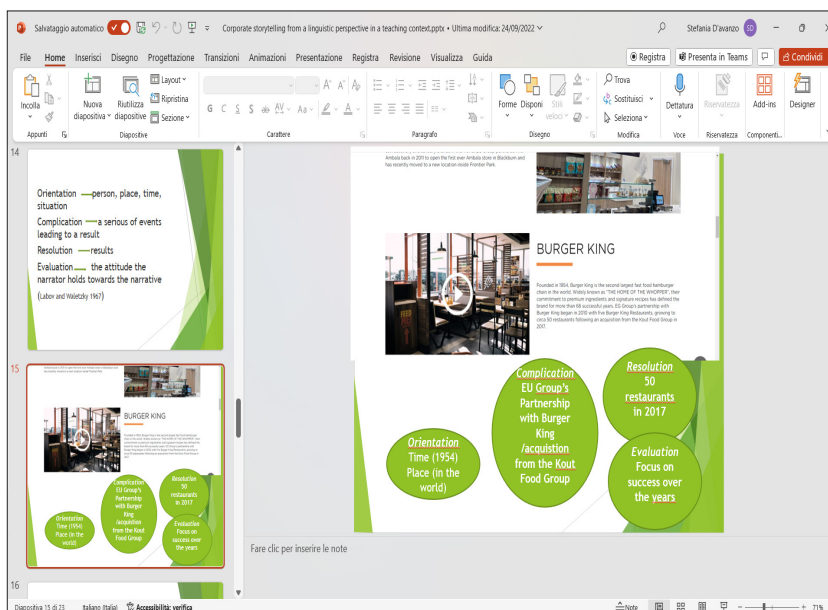 Salvataggio automatico
Corporate storytelling from a linguistic perspective in a teaching context.pptx • Ultima modifica: 24/09/2022
Stefania D'avanzo
SD
File Home Inserisci Disegno Progettazione Transizioni Animazioni Presentazione Registra Revisione Visualizza Guida
Registra
Presenta in Teams
Condividi
Incolla
Nuova diapositiva
Riutilizza diapositive
Layout
Ripristina
Sezione
G C S S ab AV Aa A
Forme
Disponi
Stili veloci
Trova
Sostituisci
Seleziona
Dettatura
Riservatezza
Add-ins
Designer
Appunti
Diapositive
Carattere
Paragrafo
Disegno
Modifica
Voce
Riservatezza
Componenti...
14
Orientation person, place, time,
situation
Complication a serious of events
leading to a result
Resolution results
Evaluation the attitude the
narrator holds towards the narrative
(Labov and Waletzky 1967)
15
BURGER KING
Complication
EU Group's
Partnership
with Burger
King
/acquistion
from the Kout
Food Group
Resolution
50
restaurants
in 2017
Orientation
Time (1954)
Place (in the
world)
Evaluation
Focus on
success over
the years
16
Ambala back in 2011 to open the first ever Ambala store in Blackburn and
has recently moved to a new location inside Frontier Park.
BURGER KING
Founded in 1954, Burger King is the second largest fast food hamburger
chain in the world. Widely known as "THE HOME OF THE WHOPPER", their
commitment to premium ingredients and signature recipes has defined the
brand for more than 65 successful years. EG Group's partnership with
Burger King began in 2010 with five Burger King Restaurants, growing to
circa 50 restaurants following an acquisition from the Kout Food Group in
2017.
Complication
EU Group's
Partnership
with Burger
King
/acquistion
from the Kout
Food Group
Resolution
50
restaurants
in 2017
Orientation
Time (1954)
Place (in the
world)
Evaluation
Focus on
success over
the years
Fare clic per inserire le note
Diapositiva 15 di 23
Italiano (Italia)
Accessibilità: verifica
Note
71%